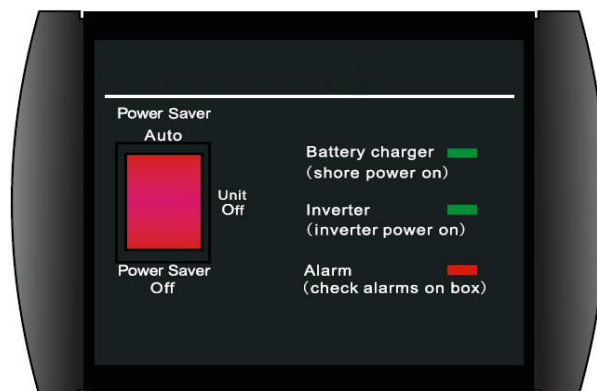 Power Saver
Auto
Unit
Off
Power Saver
Off
Battery charger
(shore power on)
Inverter
(inverter power on)
Alarm
(check alarms on box)